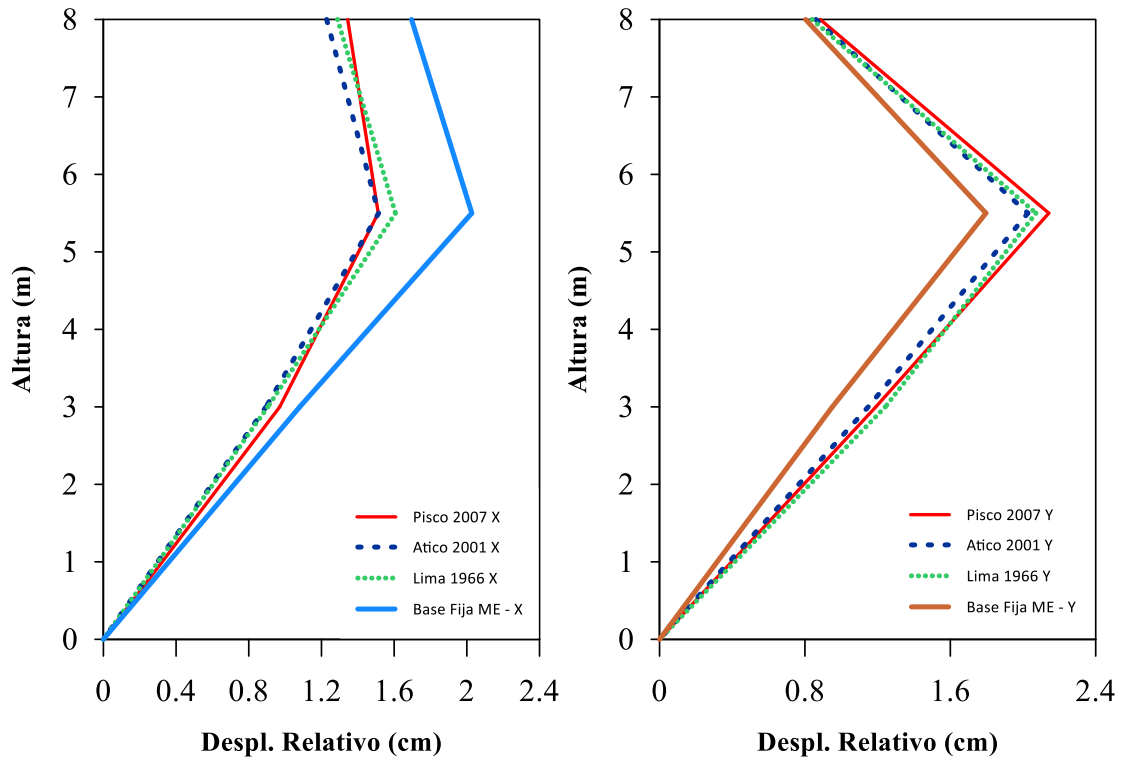 8
7
6
5
4
3
2
1
0
Altura (m)
0 0.4 0.8 1.2 1.6 2 2.4
Despl. Relativo (cm)
Pisco 2007 X
Atico 2001 X
Lima 1966 X
Base Fija ME - X
8
7
6
5
4
3
2
1
0
Altura (m)
0 0.8 1.6 2.4
Despl. Relativo (cm)
Pisco 2007 Y
Atico 2001 Y
Lima 1966 Y
Base Fija ME - Y